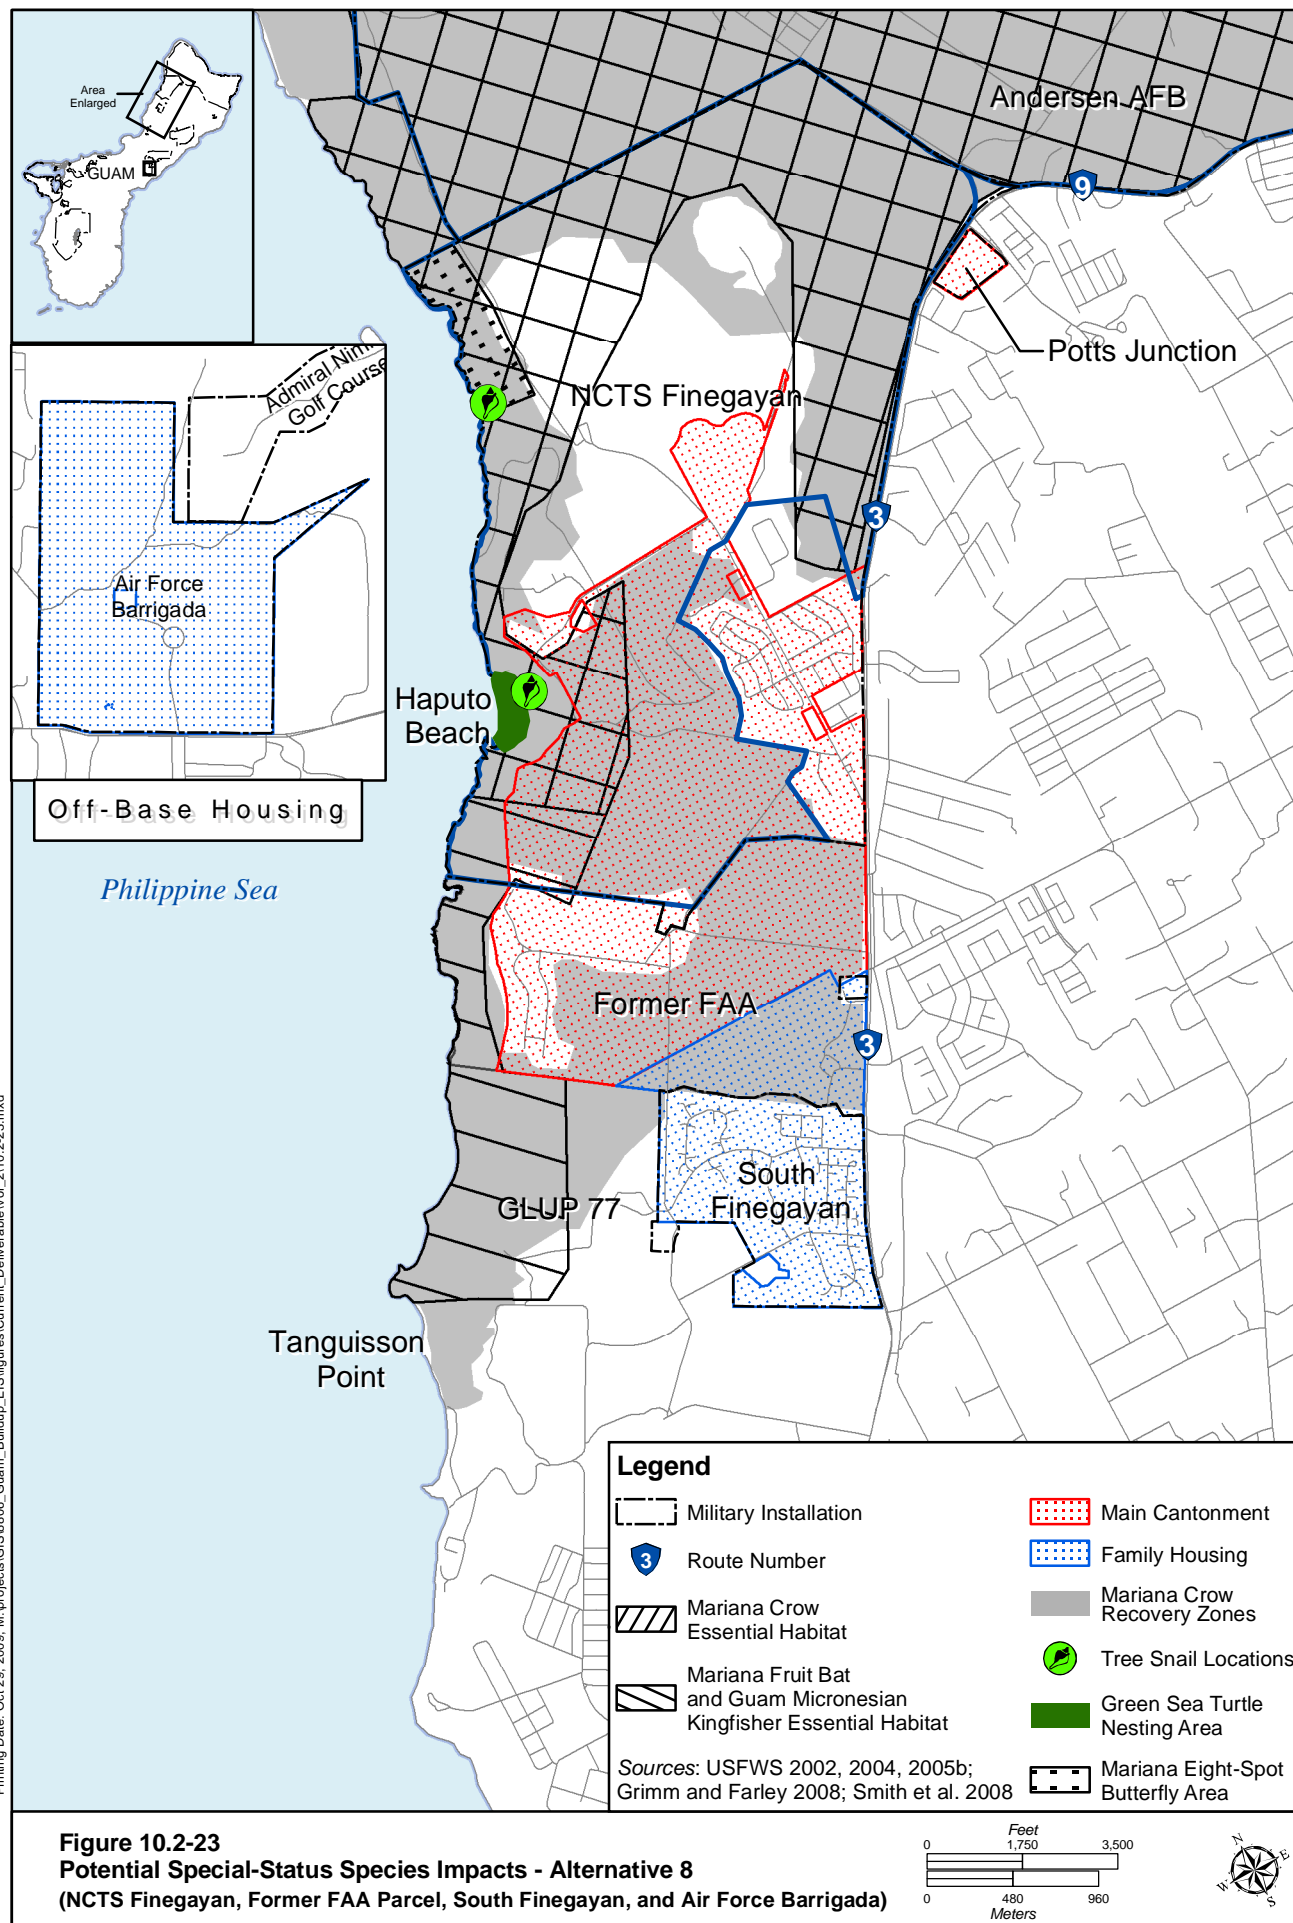 Area
Enlarged
GUAM
Andersen AFB
9
Potts Junction
Admiral Nim
Golf Course
NCTS Finegayan
3
Air Force
Barrigada
Haputo
Beach
Off-Base Housing
Philippine Sea
Former FAA
3
South
Finegayan
GLUP 77
Tanguisson
Point
Legend
Military Installation
3
Route Number
Mariana Crow
Essential Habitat
Mariana Fruit Bat
and Guam Micronesian
Kingfisher Essential Habitat
Sources: USFWS 2002, 2004, 2005b;
Grimm and Farley 2008; Smith et al. 2008
Main Cantonment
Family Housing
Mariana Crow
Recovery Zones
Tree Snail Locations
Green Sea Turtle
Nesting Area
Mariana Eight-Spot
Butterfly Area
Figure 10.2-23
Potential Special-Status Species Impacts - Alternative 8
(NCTS Finegayan, Former FAA Parcel, South Finegayan, and Air Force Barrigada)
Feet
0 1,750 3,500
0 480 960
Meters
N
E
S
W